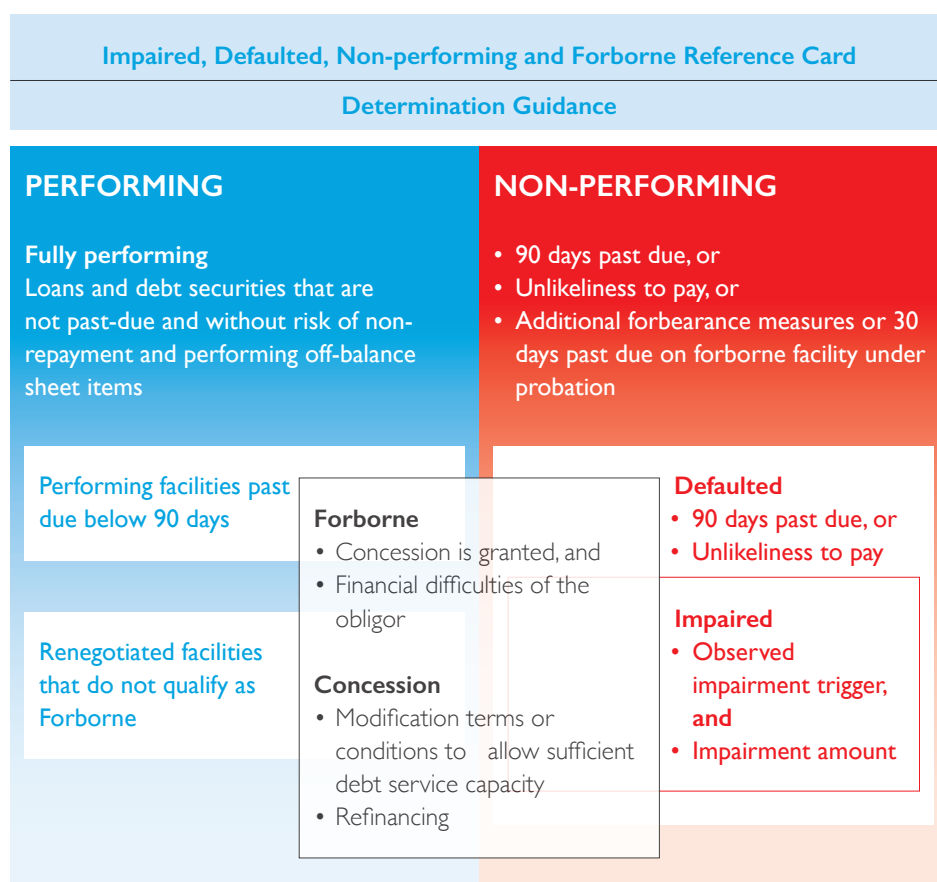 Impaired, Defaulted, Non-performing and Forborne Reference Card
Determination Guidance
PERFORMING
Fully performing
Loans and debt securities that are
not past-due and without risk of non-
repayment and performing off-balance
sheet items
Performing facilities past
due below 90 days
Renegotiated facilities
that do not qualify as
Forborne
Forborne
• Concession is granted, and
• Financial difficulties of the
obligor
Concession
• Modification terms or
conditions to allow sufficient
debt service capacity
• Refinancing
NON-PERFORMING
• 90 days past due, or
• Unlikeliness to pay, or
• Additional forbearance measures or 30
days past due on forborne facility under
probation
Defaulted
• 90 days past due, or
• Unlikeliness to pay
Impaired
• Observed
impairment trigger,
and
• Impairment amount